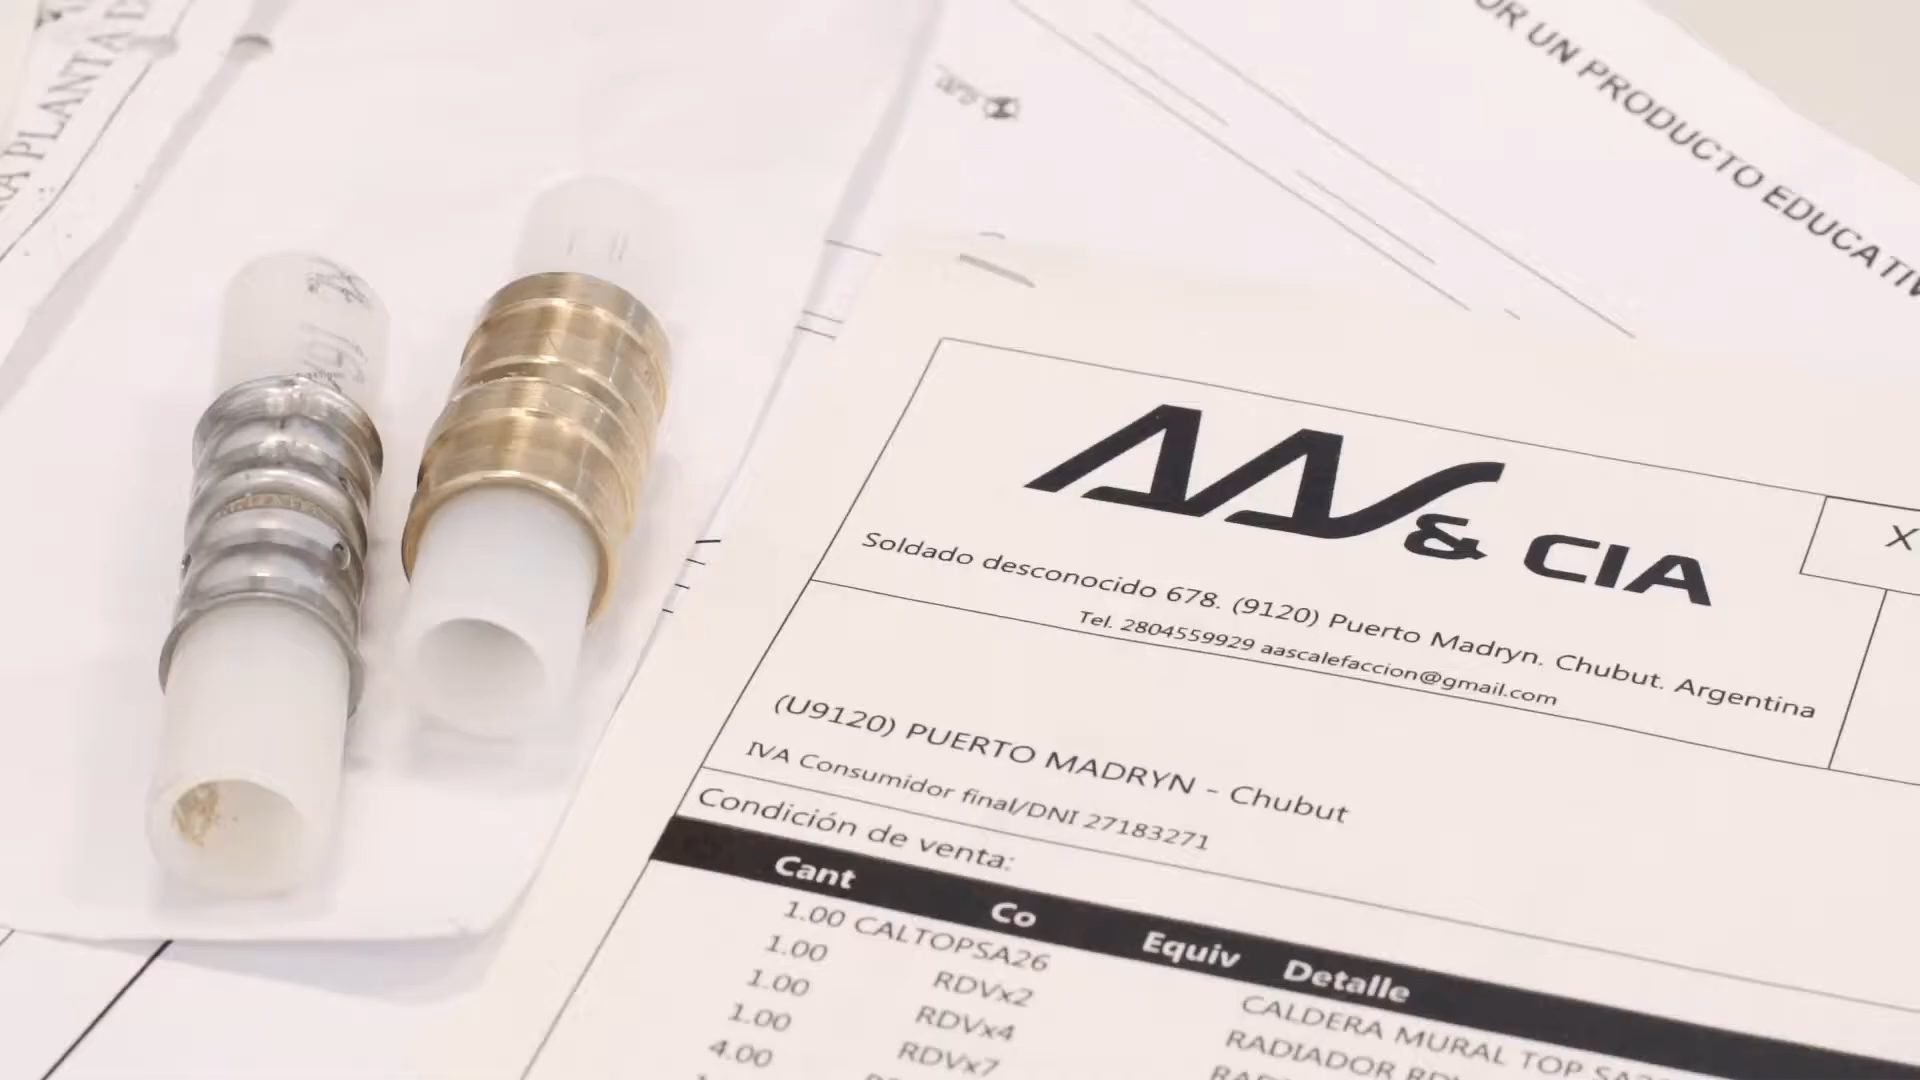 RA PLANTA D
OR UN PRODUCTO EDUCATIV
AAS & CIA
X
Soldado desconocido 678. (9120) Puerto Madryn. Chubut. Argentina
Tel. 2804559929 aascalefaccion@gmail.com
(U9120) PUERTO MADRYN - Chubut
IVA Consumidor final/DNI 27183271
Condición de venta:
Cant Co Equiv Detalle
1.00 CALTOPSA26 CALDERA MURAL TOP
1.00 RDVx2 RADIADOR
1.00 RDVx4
1.00 RDVx7
4.00